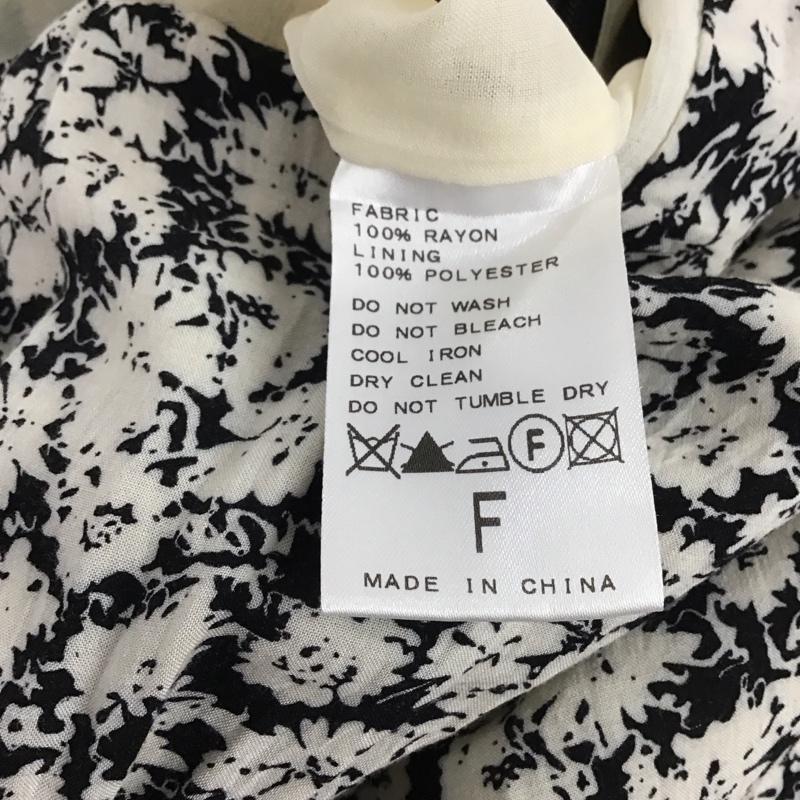 FABRIC
100% RAYON
LINING
100% POLYESTER
DO NOT WASH
DO NOT BLEACH
COOL IRON
DRY CLEAN
DO NOT TUMBLE DRY
F
F
MADE IN CHINA